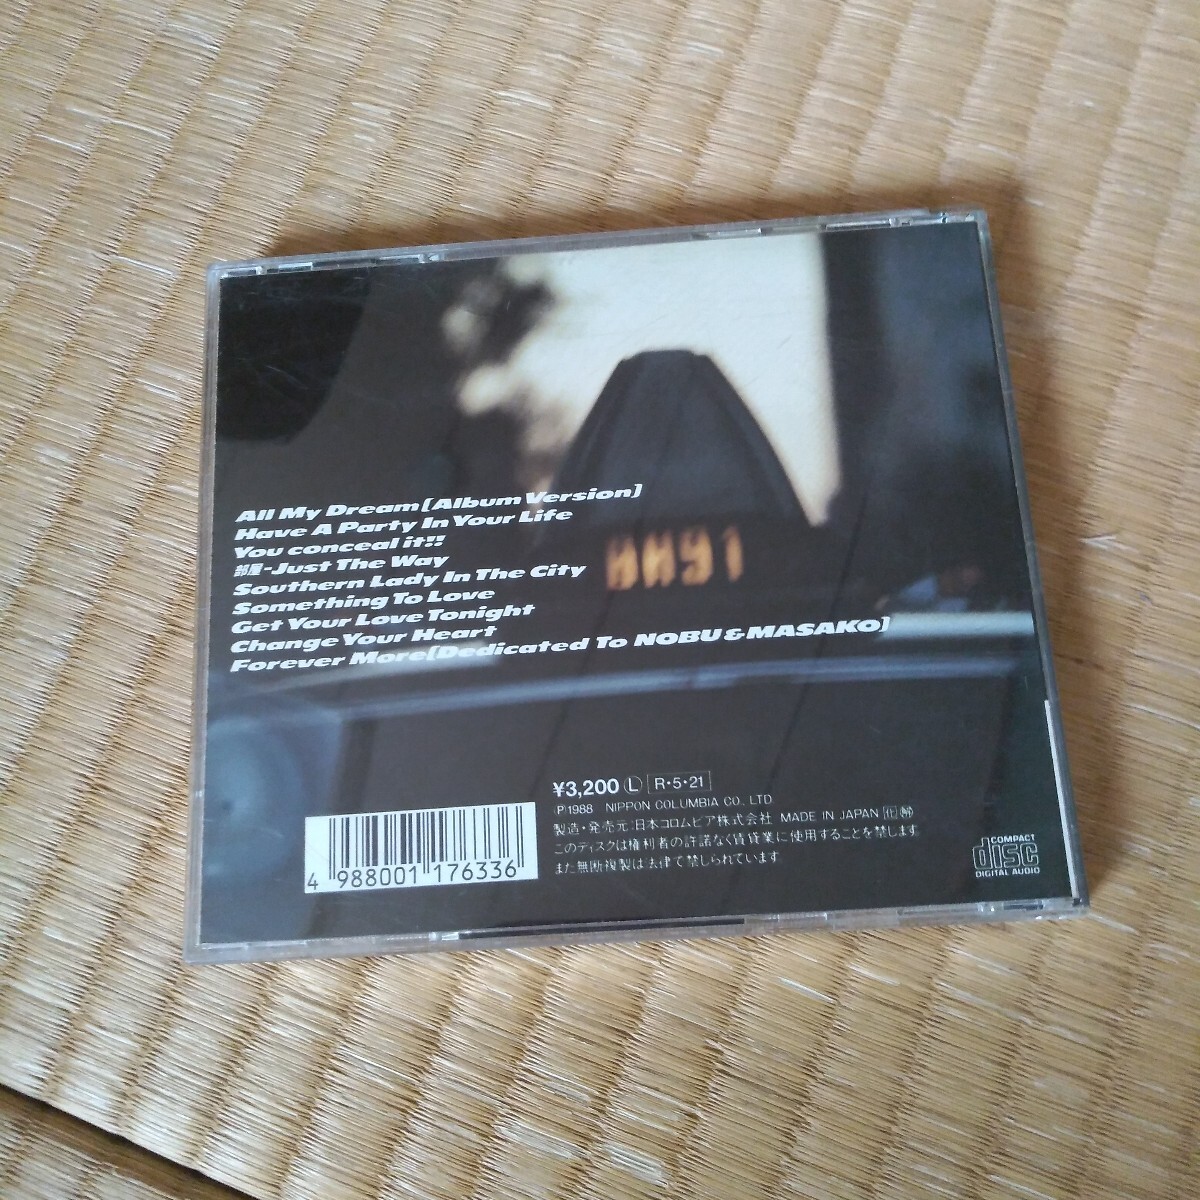 All My Dream[Album Version]
Have A Party In Your Life
You conceal it!!
部屋-Just The Way
Southern Lady In The City
Something To Love
Get Your Love Tonight
Change Your Heart
Forever More[Dedicated To NOBU&MASAKO]
¥3,200 Ⓛ R・5・21
Ⓟ1988 NIPPON COLUMBIA CO., LTD
製造・発売元:日本コロムビア株式会社 MADE IN JAPAN
このディスクは権利者の許諾なく賃貸業に使用することを禁じます
また無断複製は法律で禁じられています
4 988001 176336
COMPACT
disc
DIGITAL AUDIO